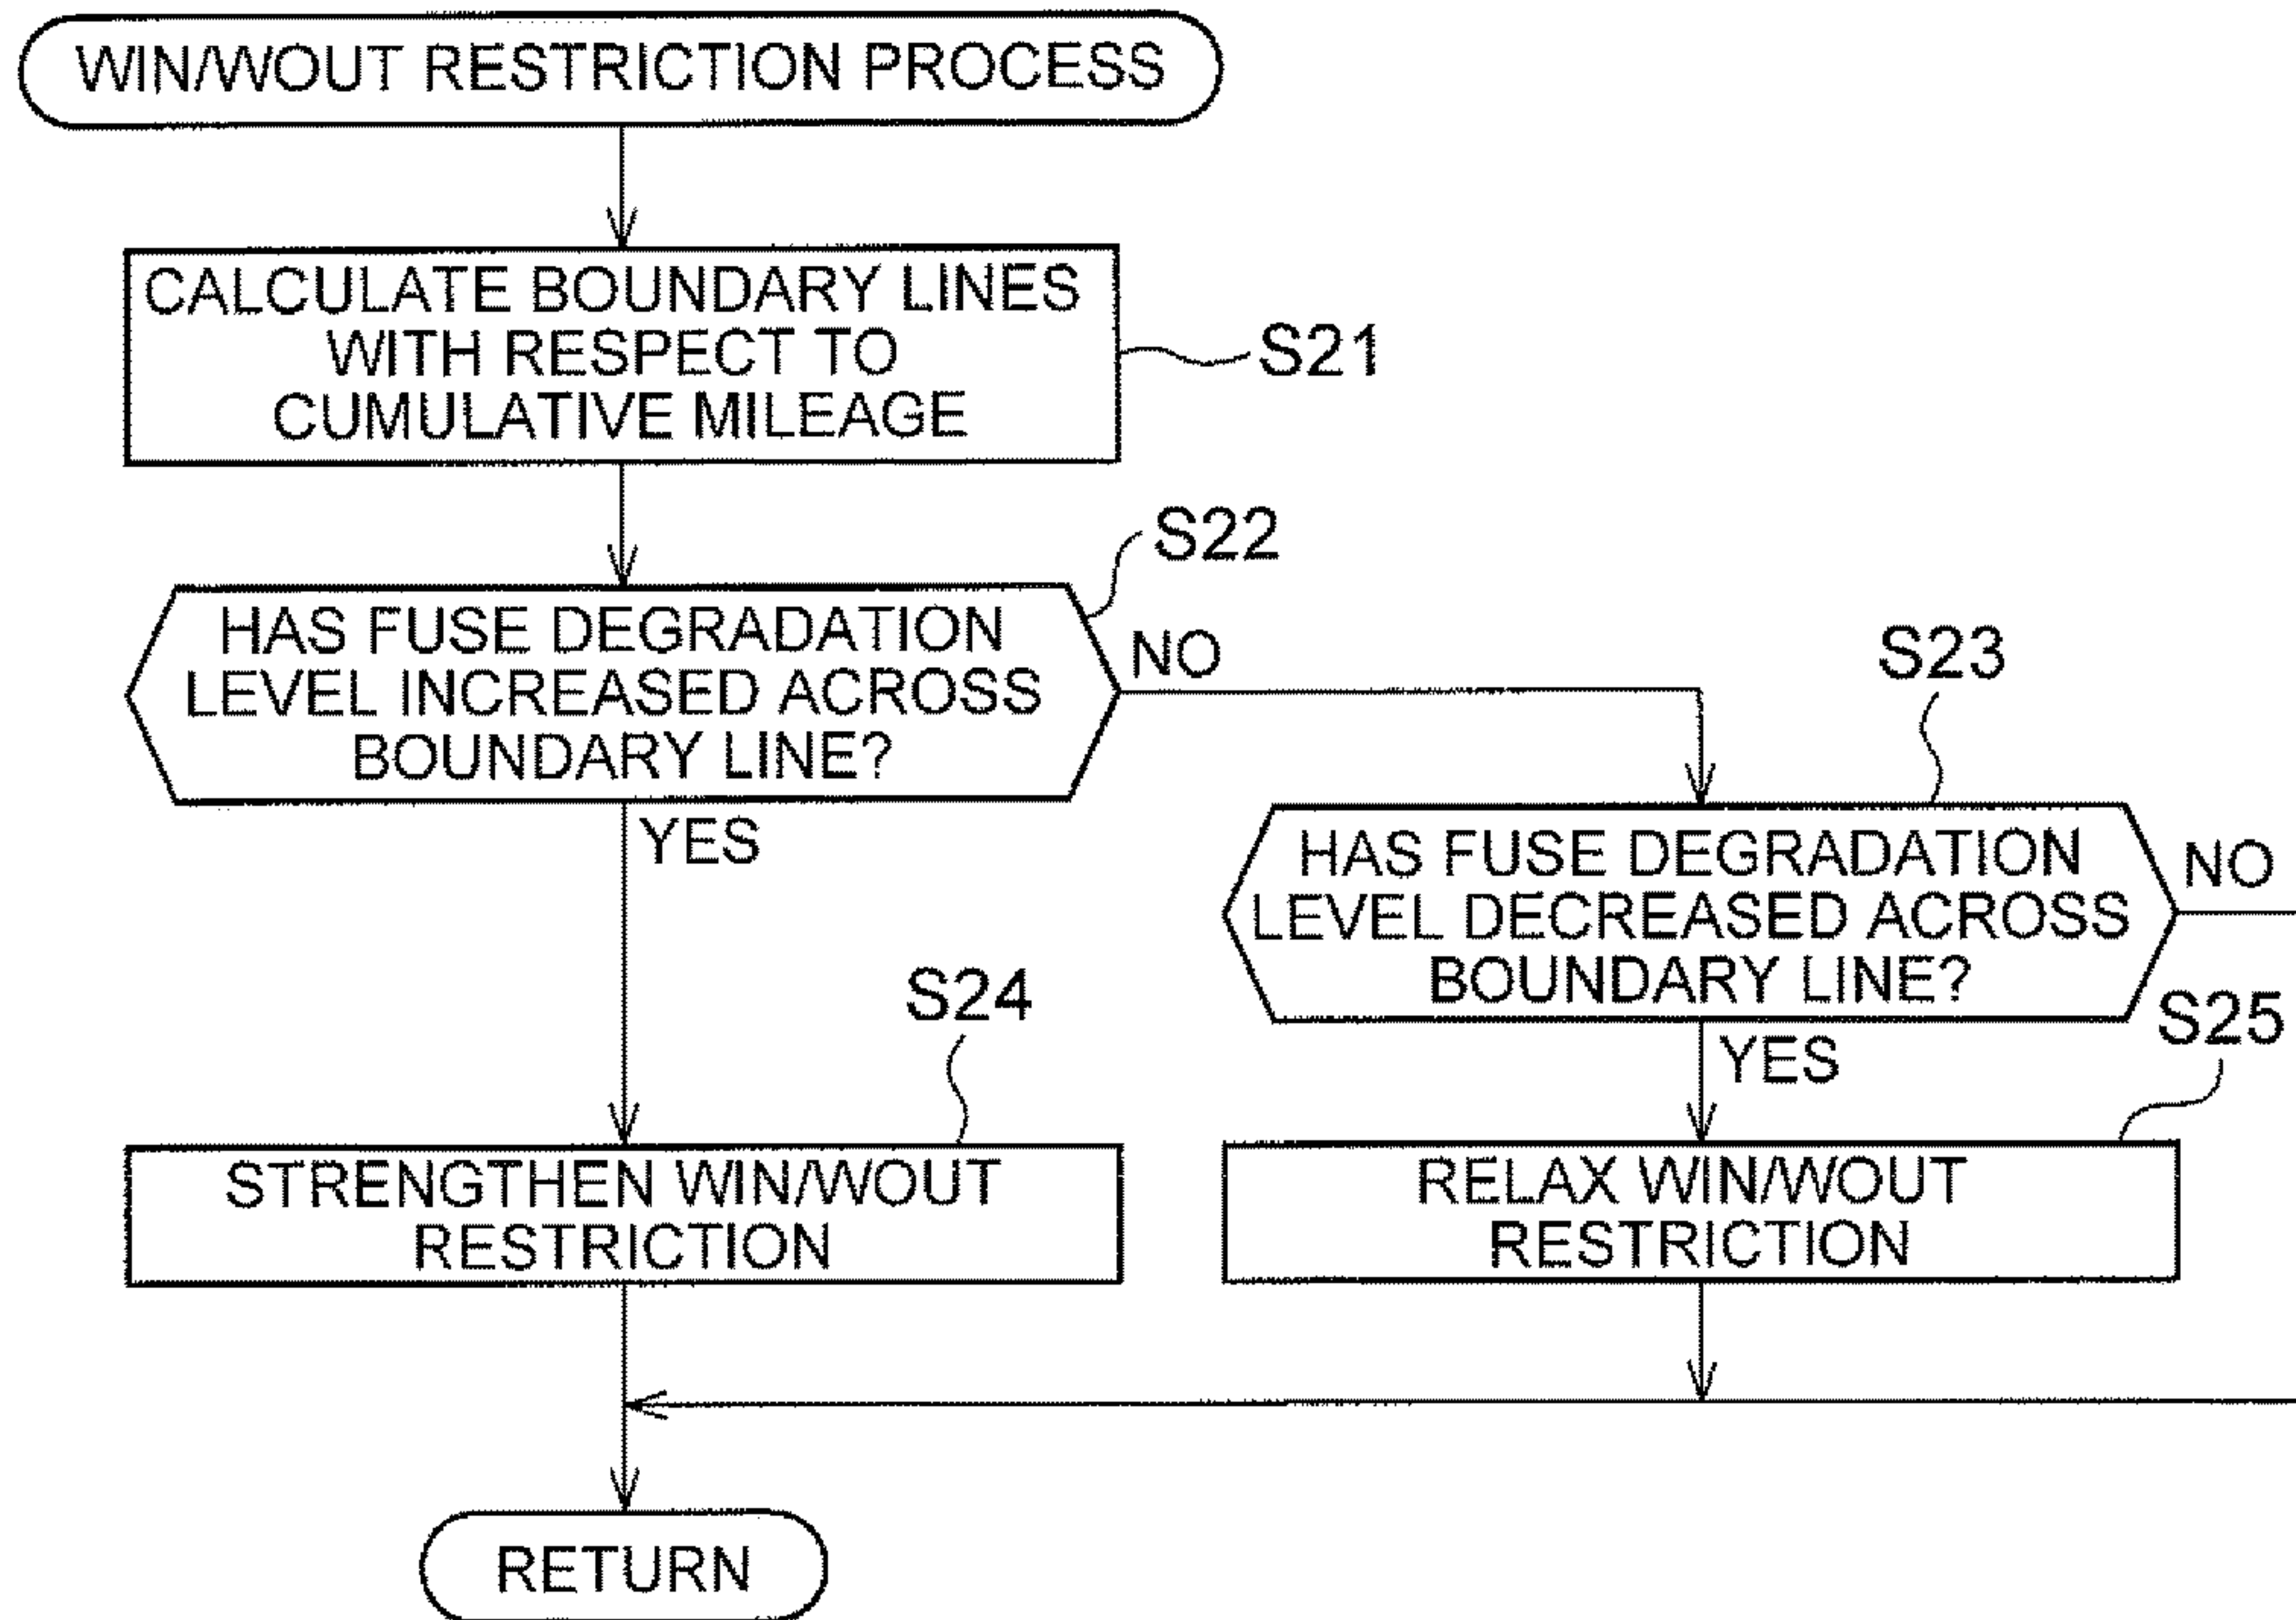 WIN/WOUT RESTRICTION PROCESS
CALCULATE BOUNDARY LINES
WITH RESPECT TO
CUMULATIVE MILEAGE
S21
S22
HAS FUSE DEGRADATION
LEVEL INCREASED ACROSS
BOUNDARY LINE?
NO
YES
S23
HAS FUSE DEGRADATION
LEVEL DECREASED ACROSS
BOUNDARY LINE?
NO
YES
S24
STRENGTHEN WIN/WOUT
RESTRICTION
S25
RELAX WIN/WOUT
RESTRICTION
RETURN